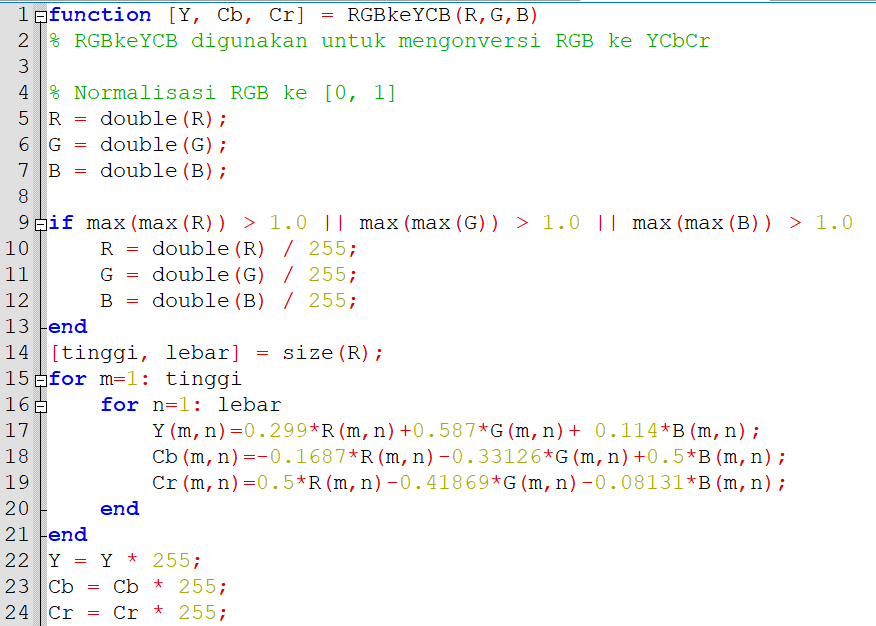 1 function [Y, Cb, Cr] = RGBkeYCB(R,G,B)
2 % RGBkeYCB digunakan untuk mengonversi RGB ke YCbCr
3
4 % Normalisasi RGB ke [0, 1]
5 R = double(R);
6 G = double(G);
7 B = double(B);
8
9 if max(max(R)) > 1.0 || max(max(G)) > 1.0 || max(max(B)) > 1.0
10     R = double(R) / 255;
11     G = double(G) / 255;
12     B = double(B) / 255;
13 end
14 [tinggi, lebar] = size(R);
15 for m=1: tinggi
16     for n=1: lebar
17         Y(m,n)=0.299*R(m,n)+0.587*G(m,n)+ 0.114*B(m,n);
18         Cb(m,n)=-0.1687*R(m,n)-0.33126*G(m,n)+0.5*B(m,n);
19         Cr(m,n)=0.5*R(m,n)-0.41869*G(m,n)-0.08131*B(m,n);
20     end
21 end
22 Y = Y * 255;
23 Cb = Cb * 255;
24 Cr = Cr * 255;